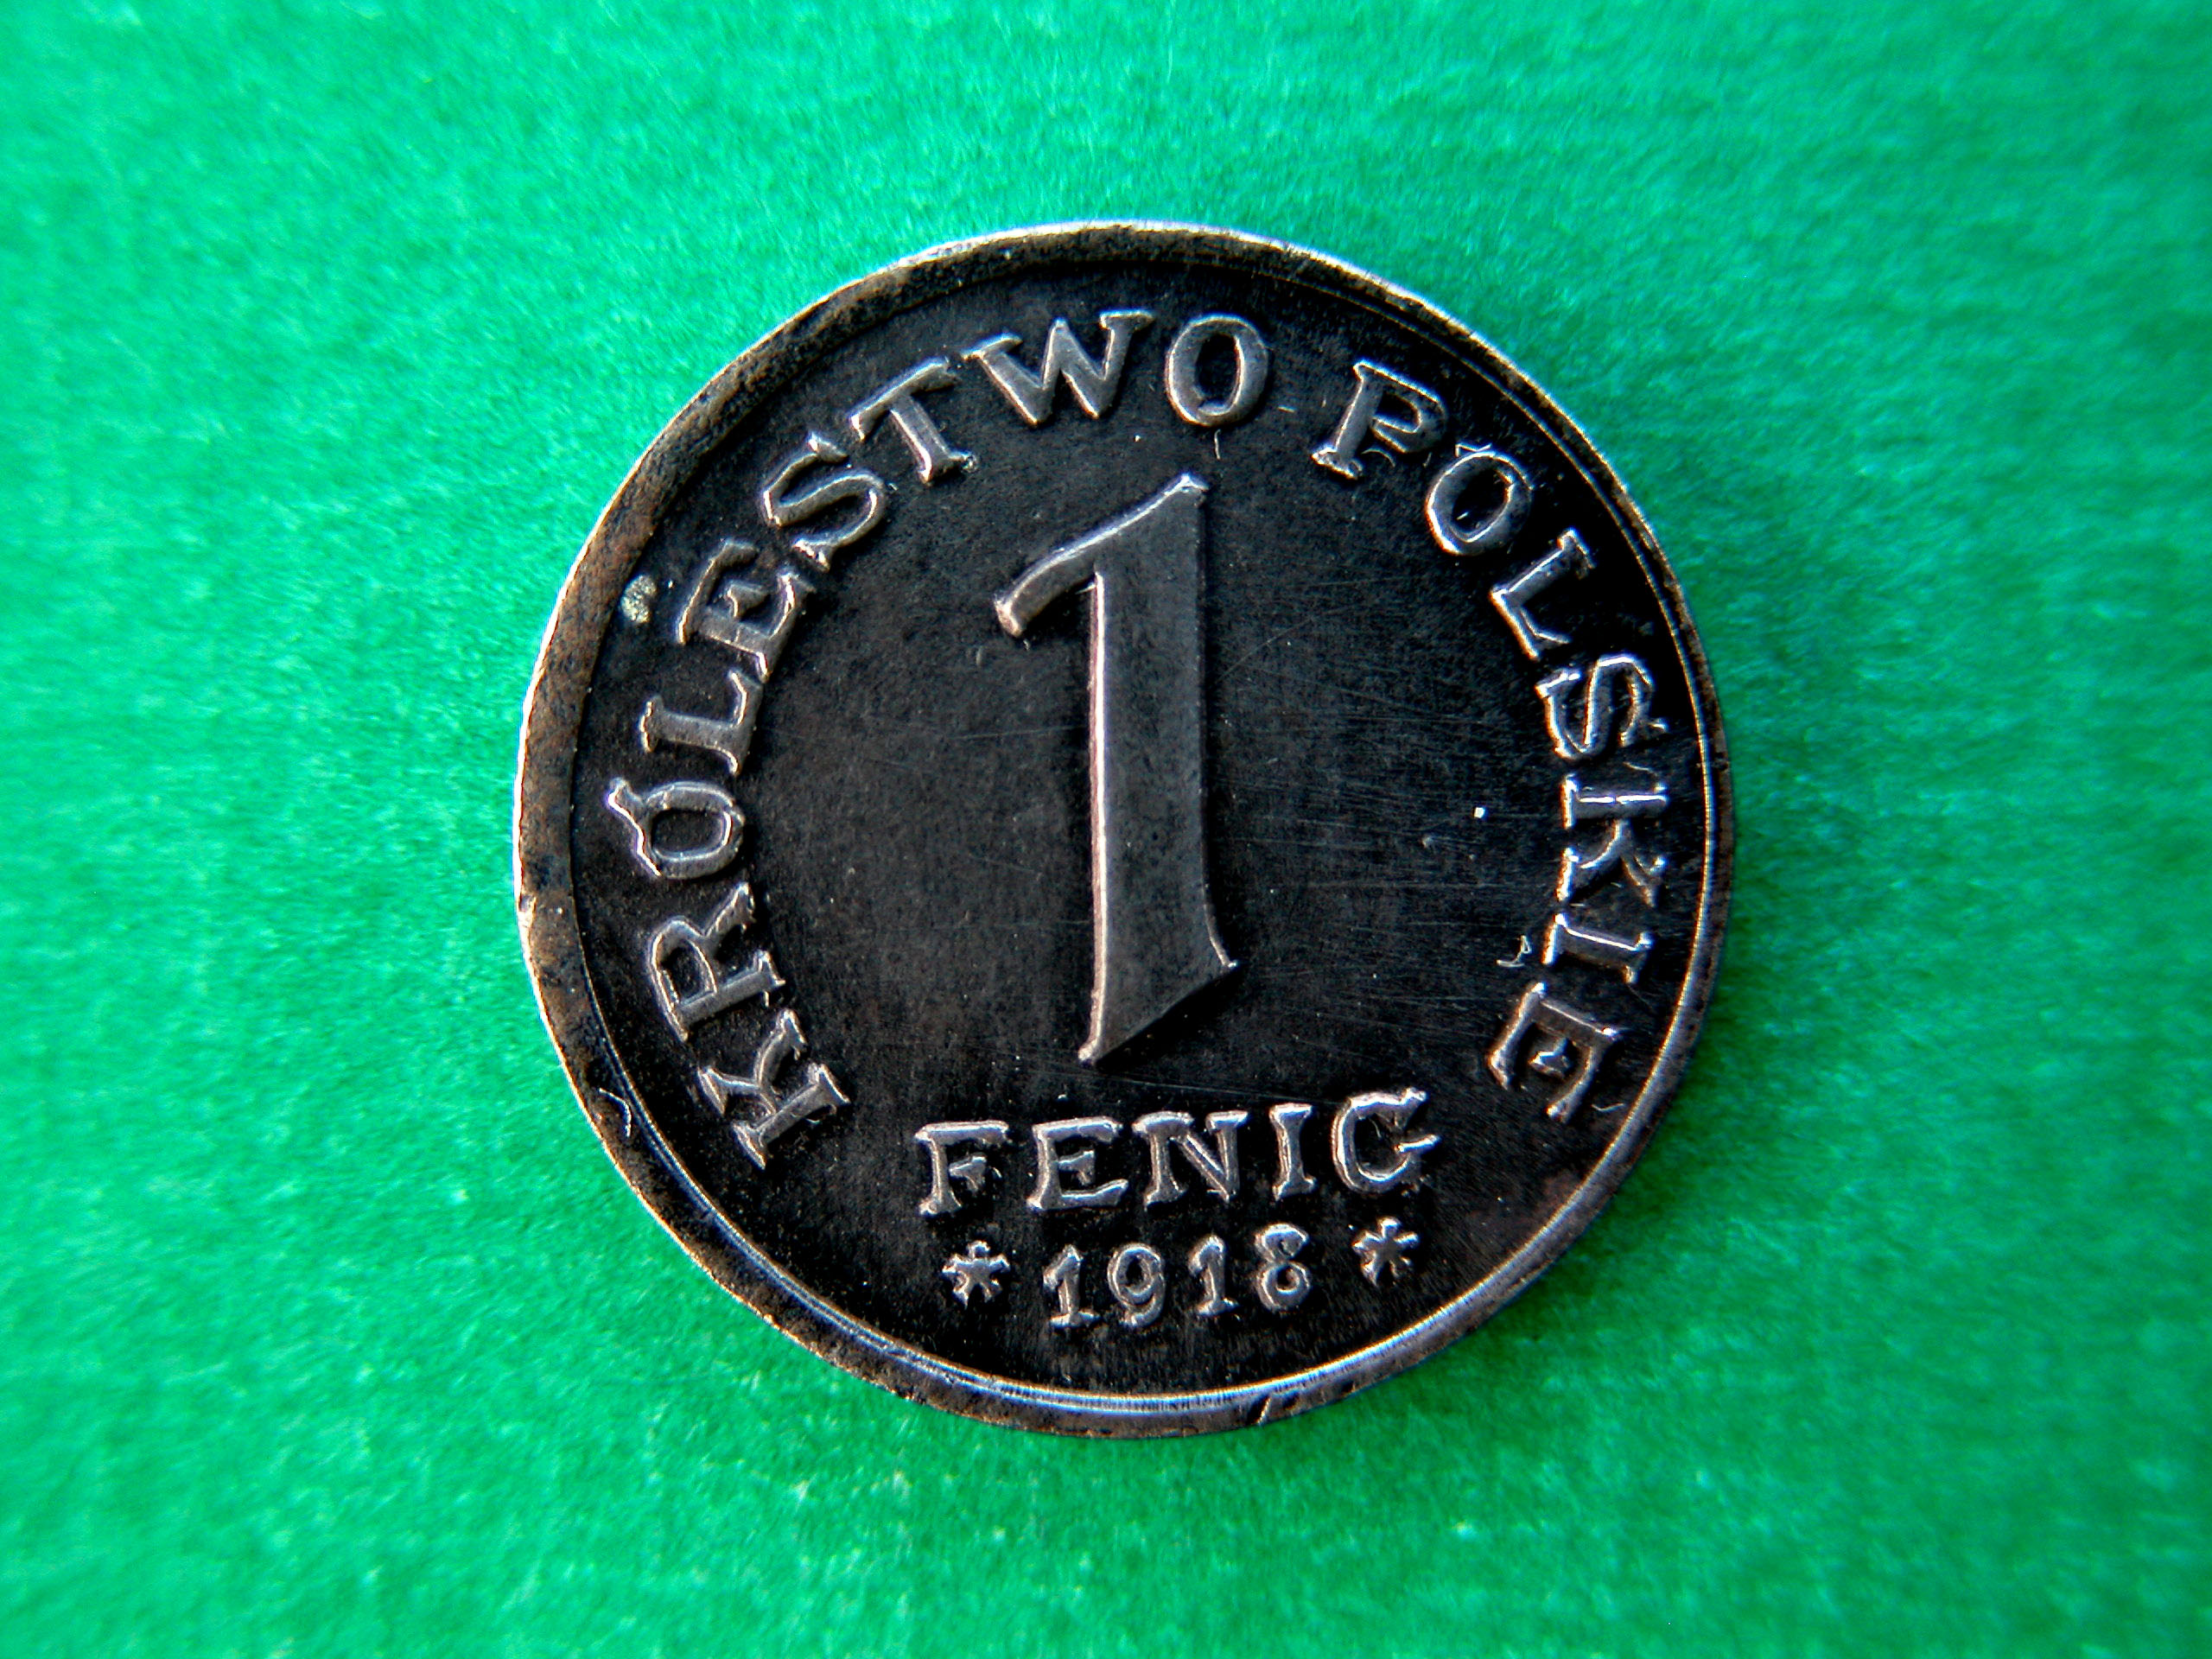 KRÓLESTWO POLSKIE
1
FENIG
* 1918 *